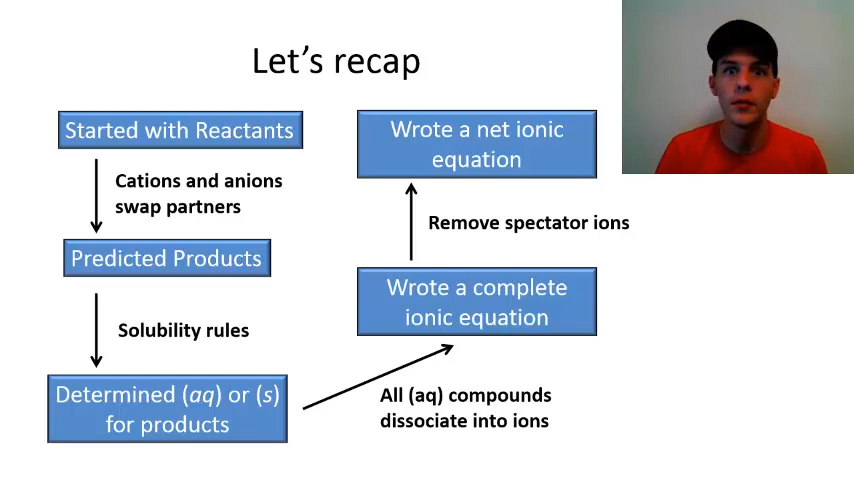 Let's recap
Started with Reactants
Cations and anions
swap partners
Predicted Products
Solubility rules
Determined (aq) or (s)
for products
All (aq) compounds
dissociate into ions
Wrote a complete
ionic equation
Remove spectator ions
Wrote a net ionic
equation